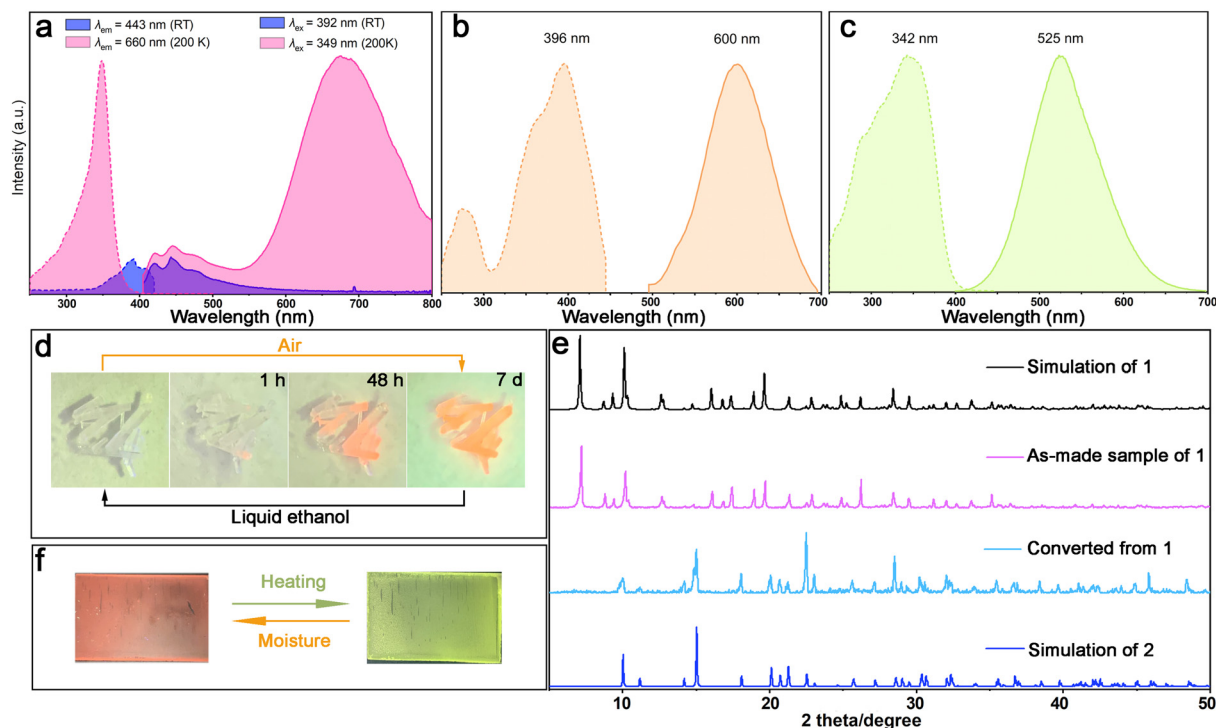 a
λem = 443 nm (RT)
λem = 660 nm (200 K)
λex = 392 nm (RT)
λex = 349 nm (200K)
Intensity (a.u.)
300 400 500 600 700 800
Wavelength (nm)
b
396 nm
600 nm
300 400 500 600 700
Wavelength (nm)
c
342 nm
525 nm
300 400 500 600 700
Wavelength (nm)
d
Air
1 h
48 h
7 d
Liquid ethanol
e
Simulation of 1
As-made sample of 1
Converted from 1
Simulation of 2
10 20 30 40 50
2 theta/degree
f
Heating
Moisture